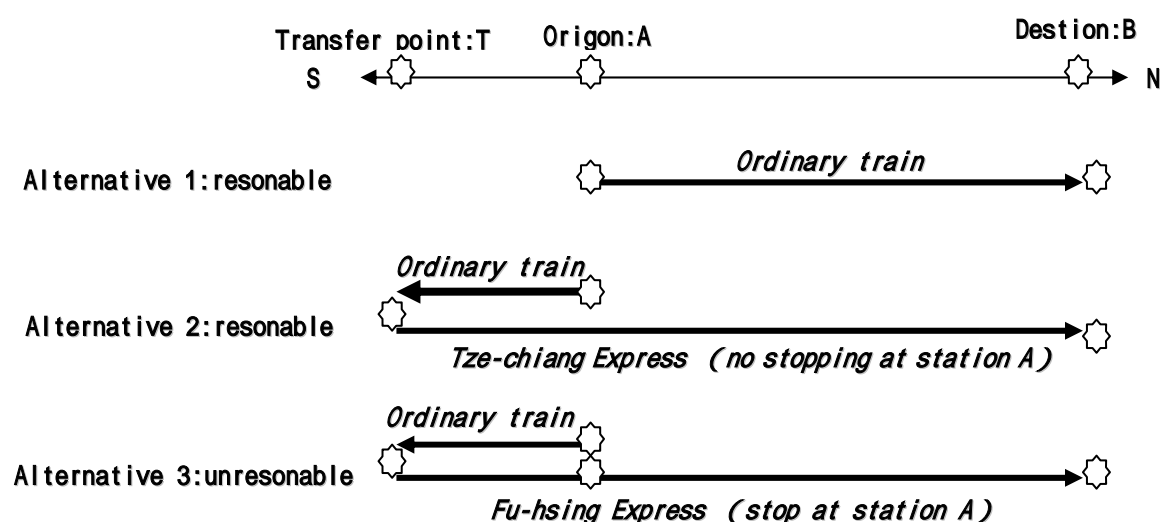 Transfer point:T Origon:A Destion:B
S N
Alternative 1:resonable Ordinary train
Ordinary train
Alternative 2:resonable
Tze-chiang Express (no stopping at station A)
Ordinary train
Alternative 3:unresonable
Fu-hsing Express (stop at station A)